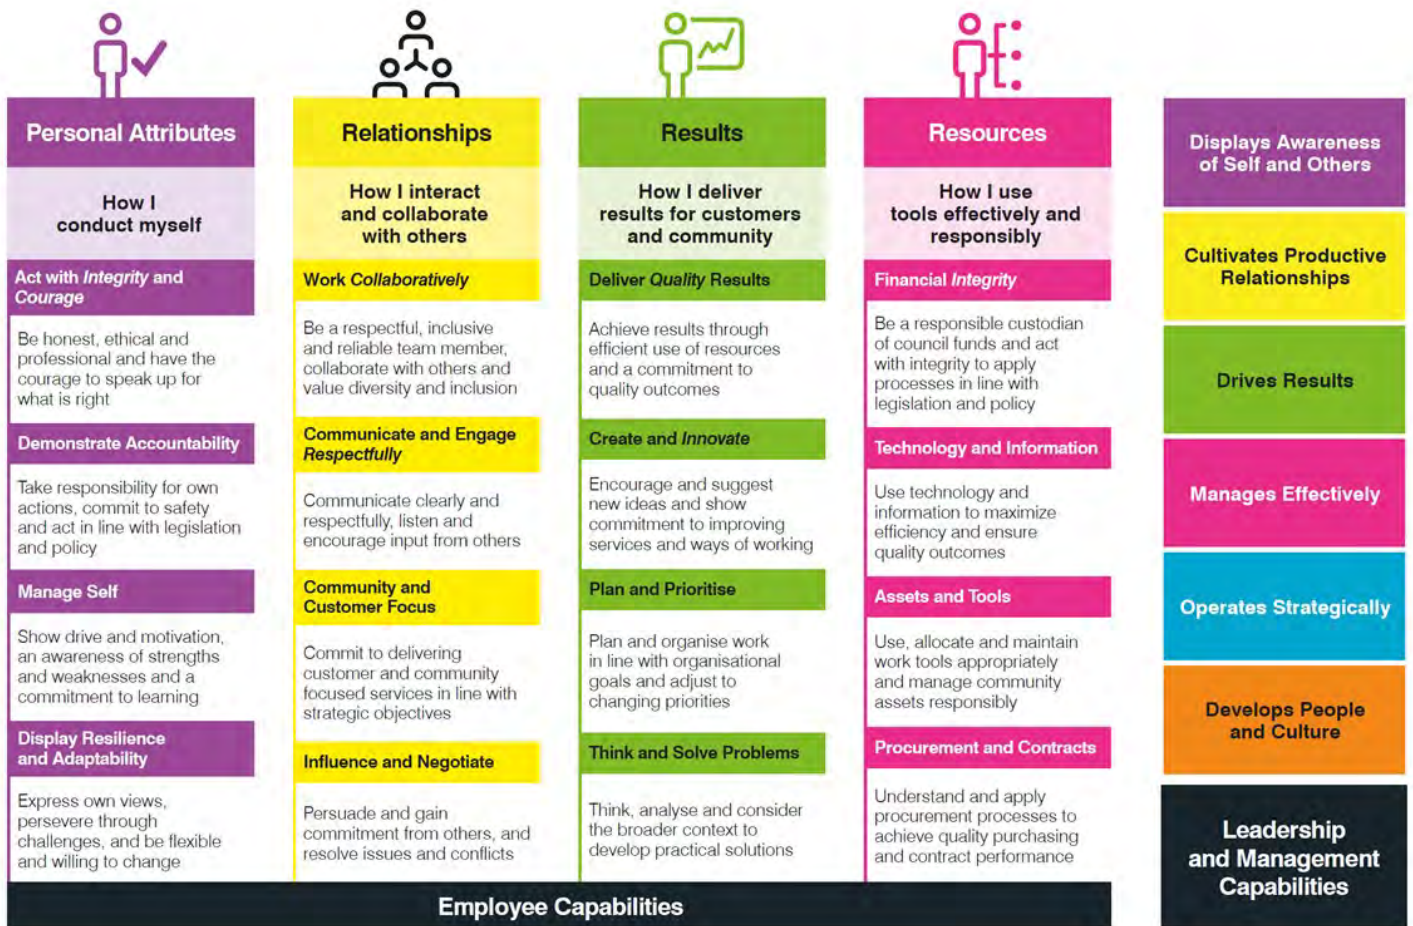 Personal Attributes
How I
conduct myself
Act with Integrity and
Courage
Be honest, ethical and
professional and have the
courage to speak up for
what is right
Demonstrate Accountability
Take responsibility for own
actions, commit to safety
and act in line with legislation
and policy
Manage Self
Show drive and motivation,
an awareness of strengths
and weaknesses and a
commitment to learning
Display Resilience
and Adaptability
Express own views,
persevere through
challenges, and be flexible
and willing to change
Relationships
How I interact
and collaborate
with others
Work Collaboratively
Be a respectful, inclusive
and reliable team member,
collaborate with others and
value diversity and inclusion
Communicate and Engage
Respectfully
Communicate clearly and
respectfully, listen and
encourage input from others
Community and
Customer Focus
Commit to delivering
customer and community
focused services in line with
strategic objectives
Influence and Negotiate
Persuade and gain
commitment from others, and
resolve issues and conflicts
Results
How I deliver
results for customers
and community
Deliver Quality Results
Achieve results through
efficient use of resources
and a commitment to
quality outcomes
Create and Innovate
Encourage and suggest
new ideas and show
commitment to improving
services and ways of working
Plan and Prioritise
Plan and organise work
in line with organisational
goals and adjust to
changing priorities
Think and Solve Problems
Think, analyse and consider
the broader context to
develop practical solutions
Resources
How I use
tools effectively and
responsibly
Financial Integrity
Be a responsible custodian
of council funds and act
with integrity to apply
processes in line with
legislation and policy
Technology and Information
Use technology and
information to maximize
efficiency and ensure
quality outcomes
Assets and Tools
Use, allocate and maintain
work tools appropriately
and manage community
assets responsibly
Procurement and Contracts
Understand and apply
procurement processes to
achieve quality purchasing
and contract performance
Employee Capabilities
Displays Awareness
of Self and Others
Cultivates Productive
Relationships
Drives Results
Manages Effectively
Operates Strategically
Develops People
and Culture
Leadership
and Management
Capabilities